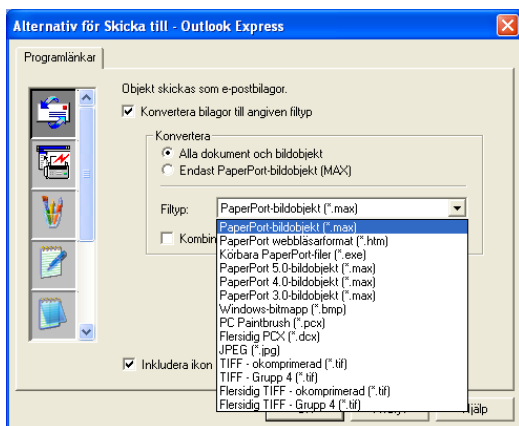 Alternativ för Skicka till - Outlook Express
Programlänkar
Objekt skickas som e-postbilagor.
Konvertera bilagor till angiven filtyp
Konvertera
Alla dokument och bildobjekt
Endast PaperPort-bildobjekt (MAX)
Filtyp: PaperPort-bildobjekt (*.max)
PaperPort-bildobjekt (*.max)
Kombin
PaperPort webbläsarformat (*.htm)
Körbara PaperPort-filer (*.exe)
PaperPort 5.0-bildobjekt (*.max)
PaperPort 4.0-bildobjekt (*.max)
PaperPort 3.0-bildobjekt (*.max)
Windows-bitmapp (*.bmp)
PC Paintbrush (*.pcx)
Flersidig PCX (*.dcx)
JPEG (*.jpg)
Inkludera ikon
TIFF - okomprimerad (*.tif)
TIFF - Grupp 4 (*.tif)
Flersidig TIFF - okomprimerad (*.tif)
Flersidig TIFF - Grupp 4 (*.tif)